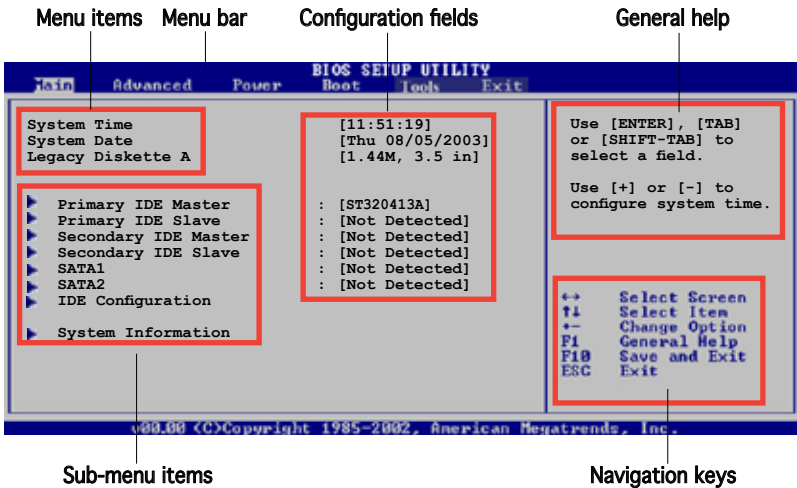 Menu items Menu bar Configuration fields General help
BIOS SETUP UTILITY
Main Advanced Power Boot Tools Exit
System Time [11:51:19]
System Date [Thu 08/05/2003]
Legacy Diskette A [1.44M, 3.5 in]
Primary IDE Master : [ST320413A]
Primary IDE Slave : [Not Detected]
Secondary IDE Master : [Not Detected]
Secondary IDE Slave : [Not Detected]
SATA1 : [Not Detected]
SATA2 : [Not Detected]
IDE Configuration
System Information
Use [ENTER], [TAB]
or [SHIFT-TAB] to
select a field.
Use [+] or [-] to
configure system time.
↔ Select Screen
↑↓ Select Item
+- Change Option
F1 General Help
F10 Save and Exit
ESC Exit
v00.00 (C)Copyright 1985-2002, American Megatrends, Inc.
Sub-menu items Navigation keys